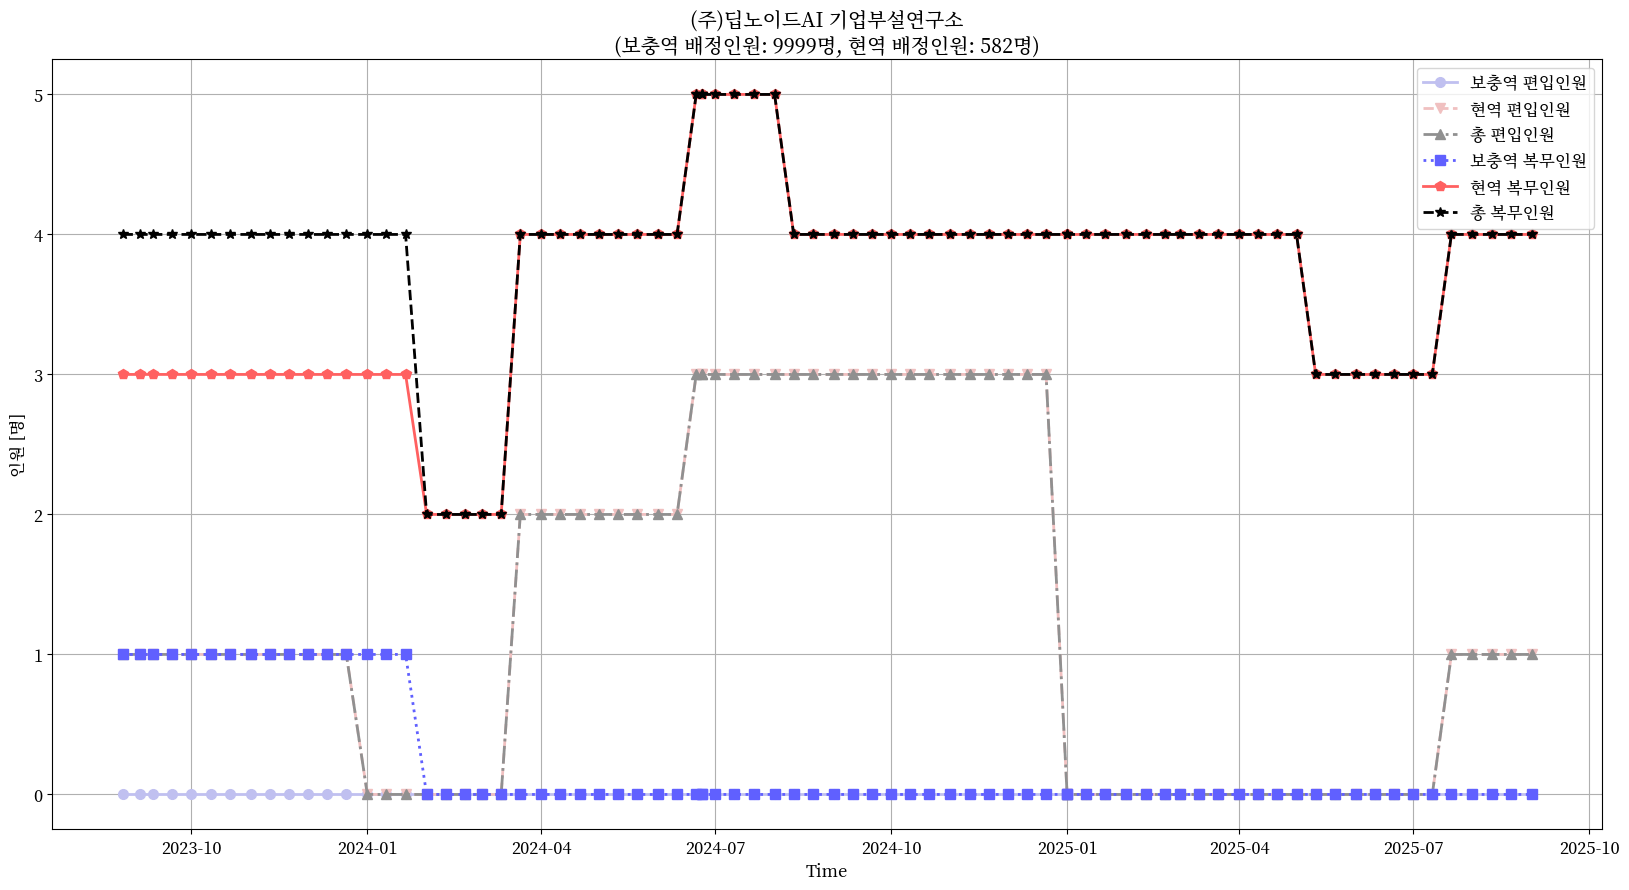 (주)딥노이드AI 기업부설연구소
(보충역 배정인원: 9999명, 현역 배정인원: 582명)
보충역 편입인원
현역 편입인원
총 편입인원
보충역 복무인원
현역 복무인원
총 복무인원
인원 [명]
5
4
3
2
1
0
2023-10
2024-01
2024-04
2024-07
2024-10
2025-01
2025-04
2025-07
2025-10
Time